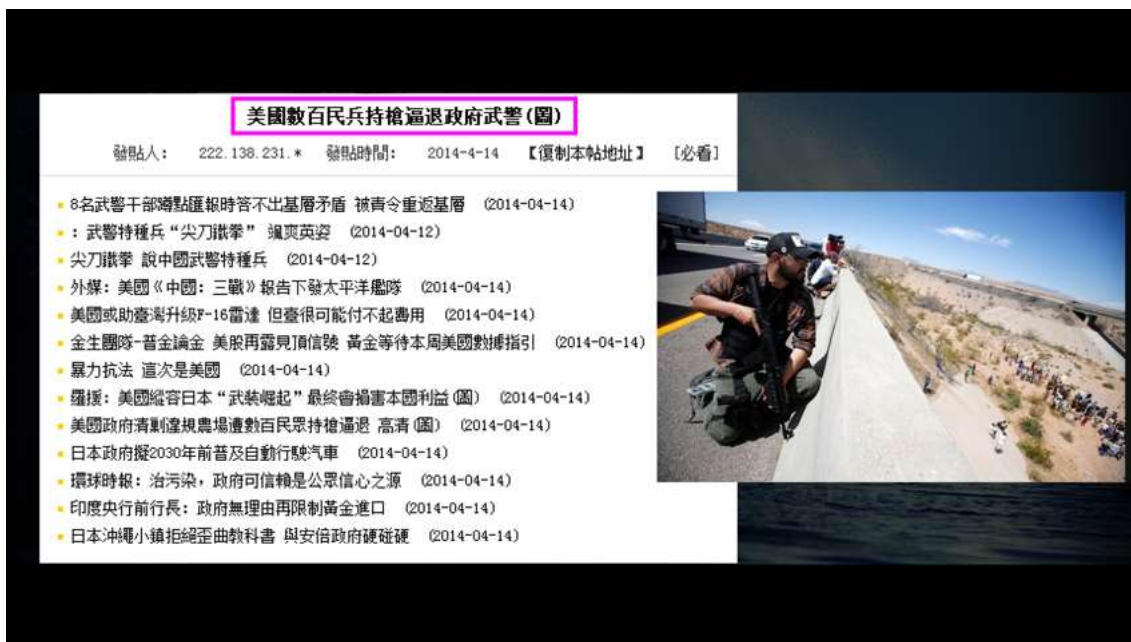 美國數百民兵持槍逼退政府武警(圖)
發貼人: 222.138.231.* 發貼時間: 2014-4-14 【復制本帖地址】 [必看]
8名武警干部蹲點匯報時答不出基層矛盾 被責令重返基層 (2014-04-14)
: 武警特種兵“尖刀鐵拳” 颯爽英姿 (2014-04-12)
尖刀鐵拳 說中國武警特種兵 (2014-04-12)
外媒: 美國《中國: 三戰》報告下發太平洋艦隊 (2014-04-14)
美國或助臺灣升級F-16雷達 但臺很可能付不起費用 (2014-04-14)
金生團隊-普金論金 美股再露見頂信號 黃金等待本周美國數據指引 (2014-04-14)
暴力抗法 這次是美國 (2014-04-14)
羅援: 美國縱容日本“武裝崛起”最終會損害本國利益(圖) (2014-04-14)
美國政府清剿違規農場遭數百民眾持槍逼退 高清(圖) (2014-04-14)
日本政府擬2030年前普及自動行駛汽車 (2014-04-14)
環球時報: 治污染，政府可信賴是公眾信心之源 (2014-04-14)
印度央行前行長: 政府無理由再限制黃金進口 (2014-04-14)
日本沖繩小鎮拒絕歪曲教科書 與安倍政府硬碰硬 (2014-04-14)